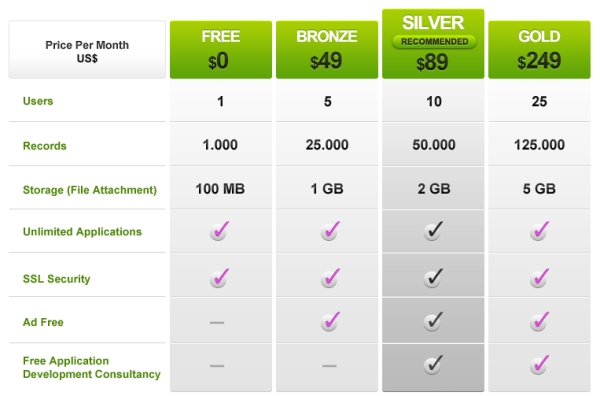 Price Per Month
US$
FREE
$0
BRONZE
$49
SILVER
RECOMMENDED
$89
GOLD
$249
Users 1 5 10 25
Records 1.000 25.000 50.000 125.000
Storage (File Attachment) 100 MB 1 GB 2 GB 5 GB
Unlimited Applications
SSL Security
Ad Free
Free Application
Development Consultancy